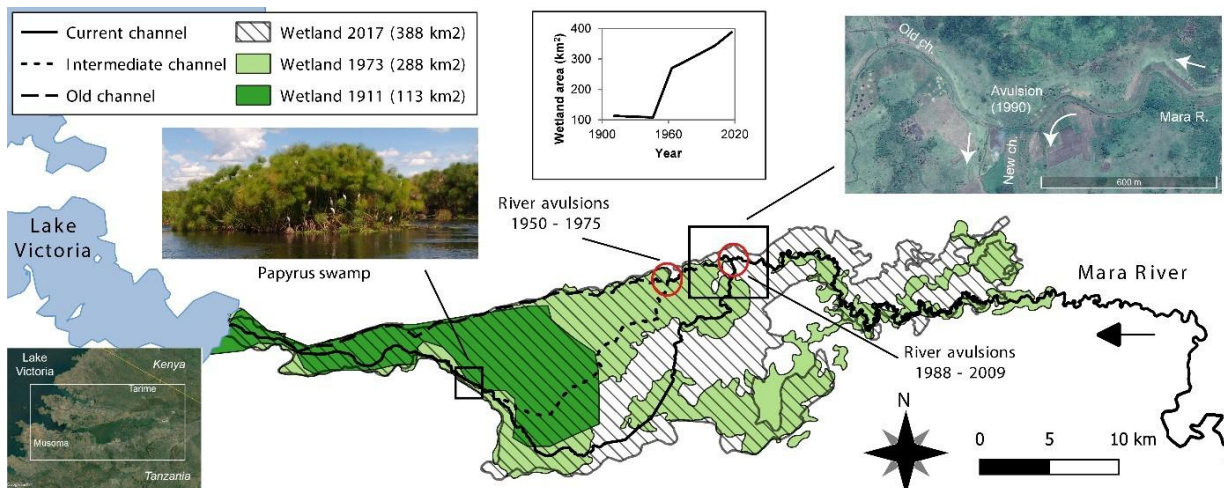 Current channel
Intermediate channel
Old channel
Wetland 2017 (388 km2)
Wetland 1973 (288 km2)
Wetland 1911 (113 km2)
Wetland area (km²)
400
300
200
100
1900
1960
2020
Year
Old ch.
Avulsion
(1990)
Mara R.
New ch.
600 m
River avulsions
1950 - 1975
Lake
Victoria
Papyrus swamp
Mara River
River avulsions
1988 - 2009
Lake
Victoria
Kenya
Tarime
Musoma
Tanzania
N
0
5
10 km